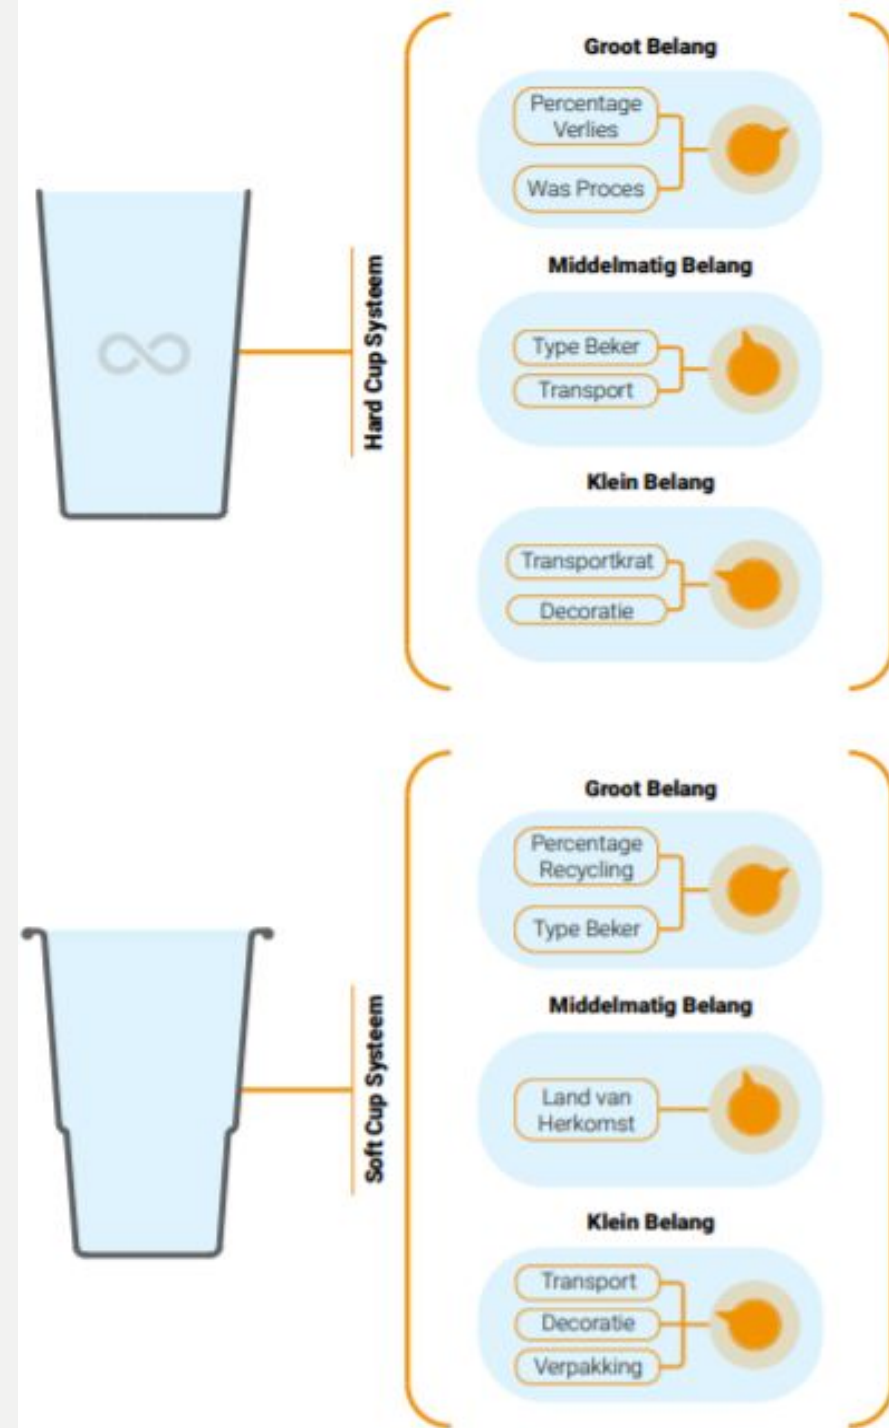 Groot Belang
Percentage
Verlies
Was Proces
Middelmatig Belang
Type Beker
Transport
Klein Belang
Transportkrat
Decoratie
Hard Cup Systeem
Groot Belang
Percentage
Recycling
Type Beker
Middelmatig Belang
Land van
Herkomst
Klein Belang
Transport
Decoratie
Verpakking
Soft Cup Systeem